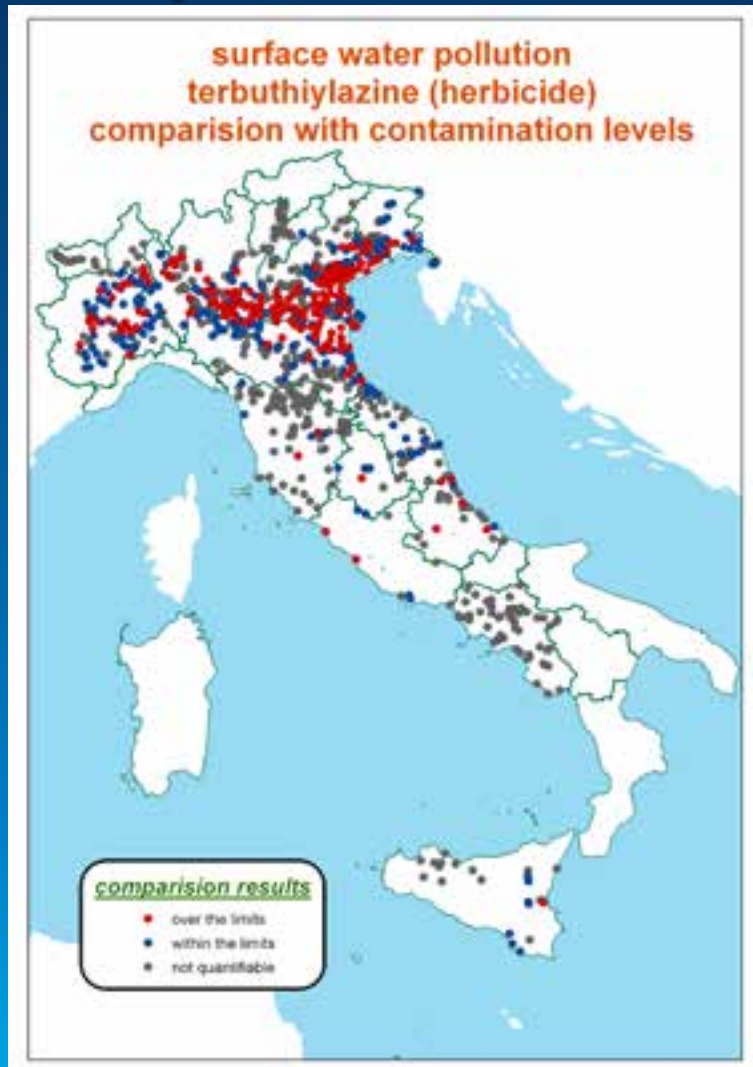 surface water pollution
terbuthiylazine (herbicide)
comparision with contamination levels
comparision results
over the limits
within the limits
not quantifiable